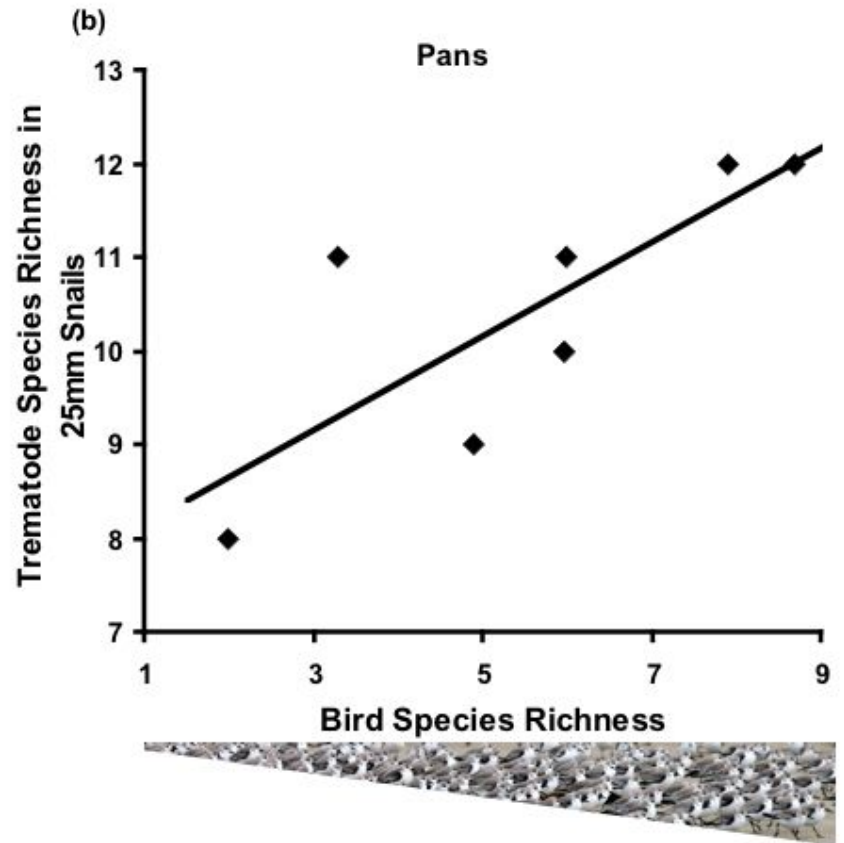 (b)
Pans
Trematode Species Richness in
25mm Snails
13
12
11
10
9
8
7
1 3 5 7 9
Bird Species Richness